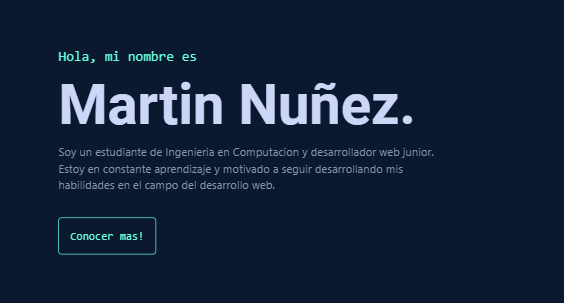 Hola, mi nombre es
Martin Nuñez.
Soy un estudiante de Ingenieria en Computacion y desarrollador web junior.
Estoy en constante aprendizaje y motivado a seguir desarrollando mis
habilidades en el campo del desarrollo web.
Conocer mas!